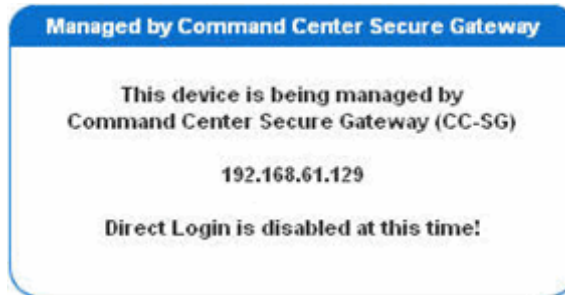 Managed by Command Center Secure Gateway
This device is being managed by
Command Center Secure Gateway (CC-SG)
192.168.61.129
Direct Login is disabled at this time!